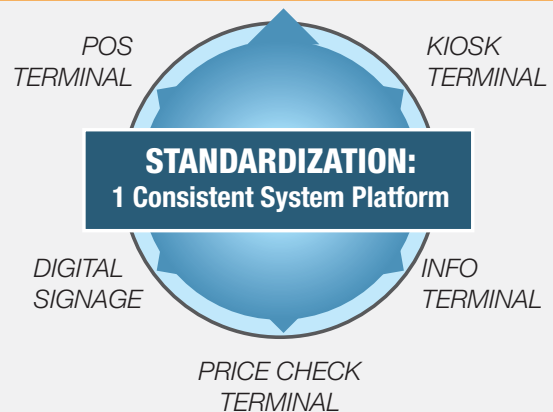 POS
TERMINAL
KIOSK
TERMINAL
STANDARDIZATION:
1 Consistent System Platform
DIGITAL
SIGNAGE
INFO
TERMINAL
PRICE CHECK
TERMINAL